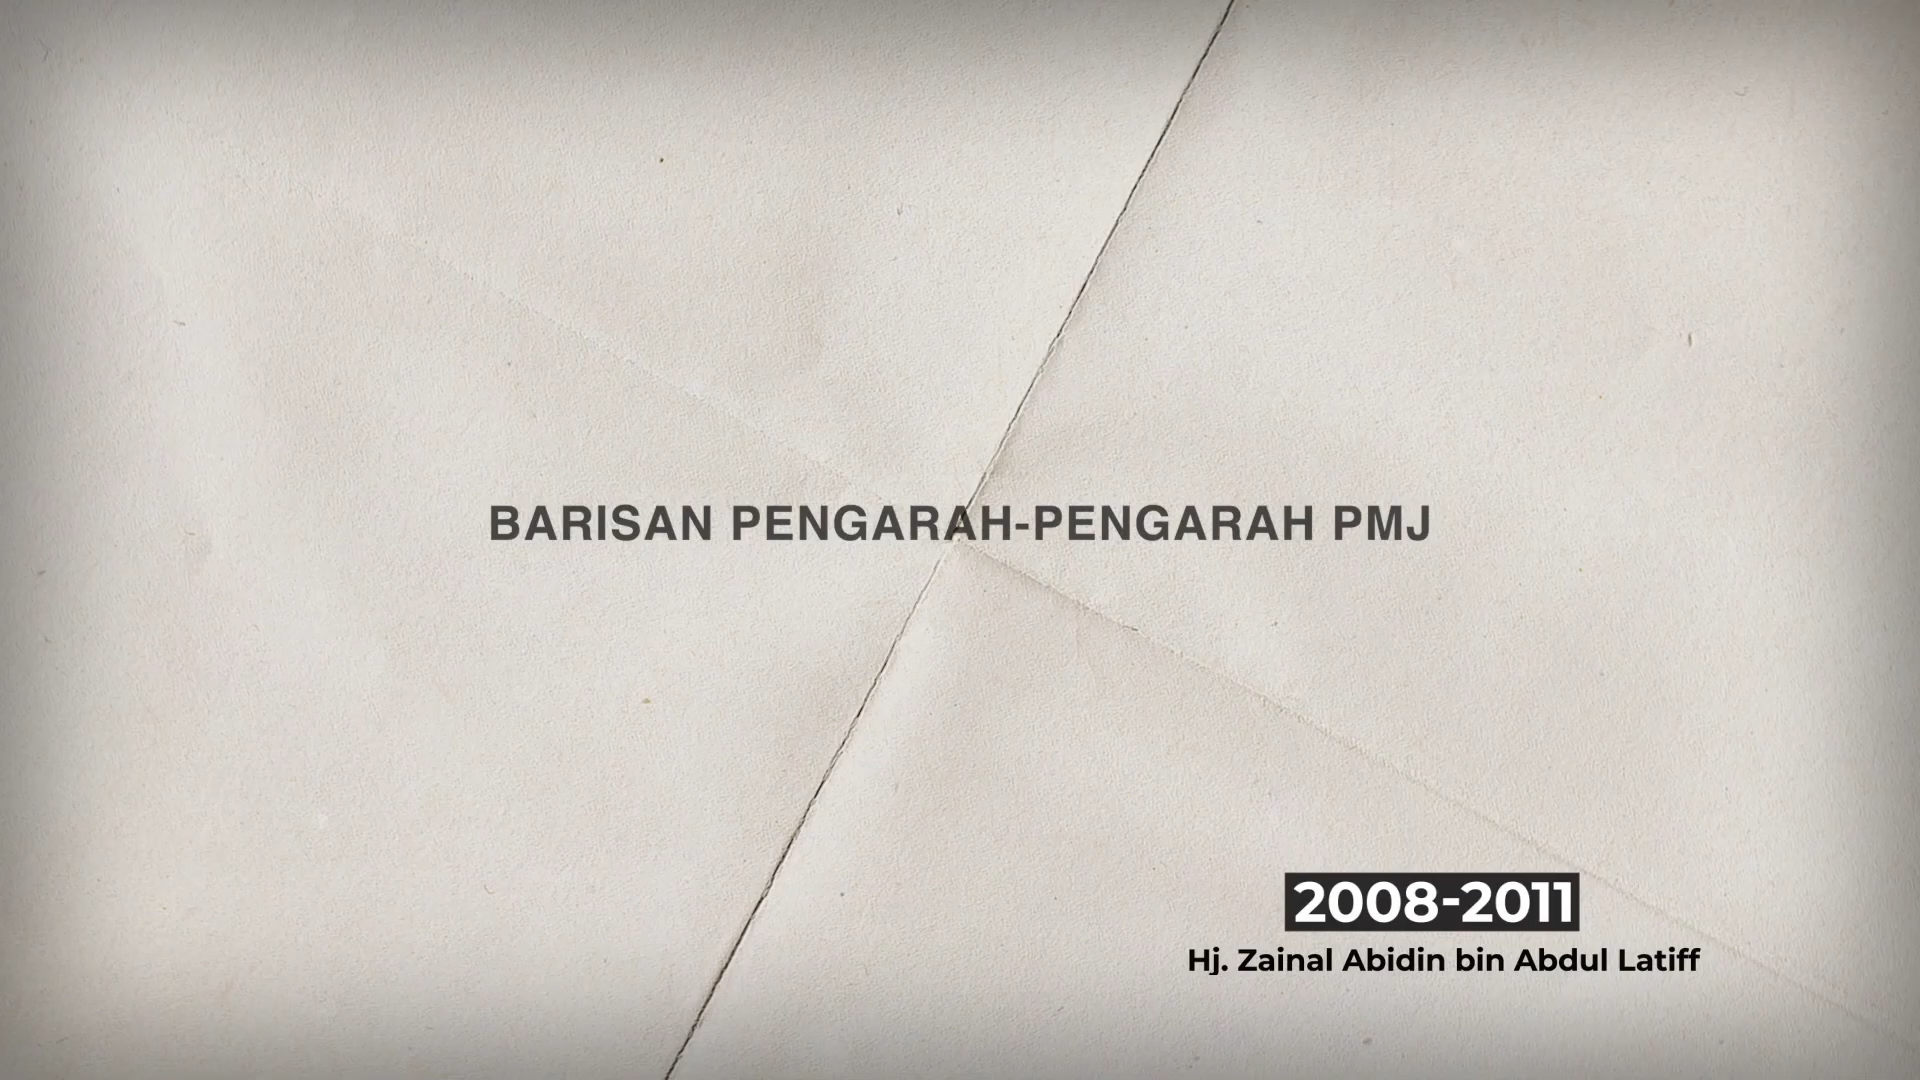 BARISAN PENGARAH-PENGARAH PMJ
2008-2011
Hj. Zainal Abidin bin Abdul Latiff